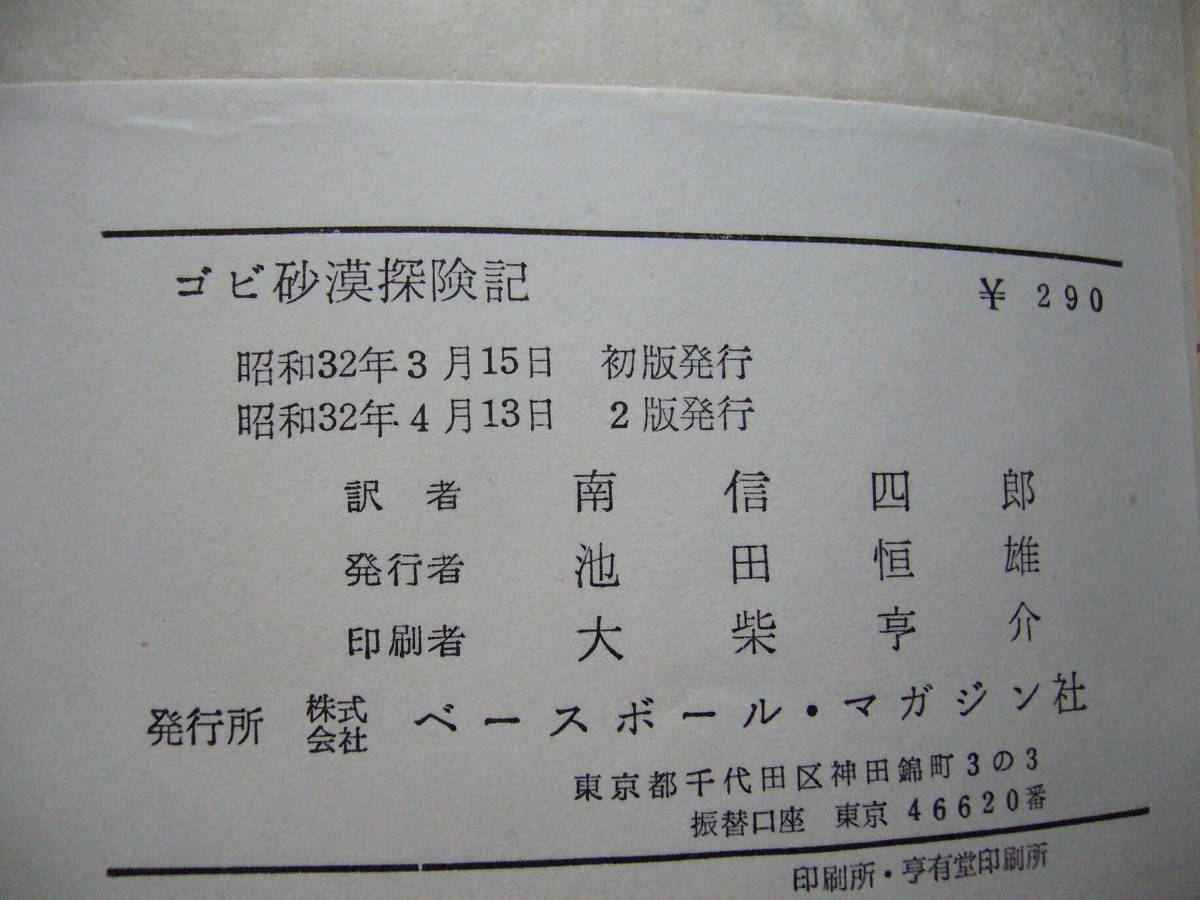 ゴビ砂漠探険記 ¥ 290
昭和32年3月15日 初版発行
昭和32年4月13日 2版発行
訳者 南信四郎
発行者 池田恒雄
印刷者 大柴亨介
発行所 株式会社 ベースボール・マガジン社
東京都千代田区神田錦町3の3
振替口座 東京 46620番
印刷所・亨有堂印刷所